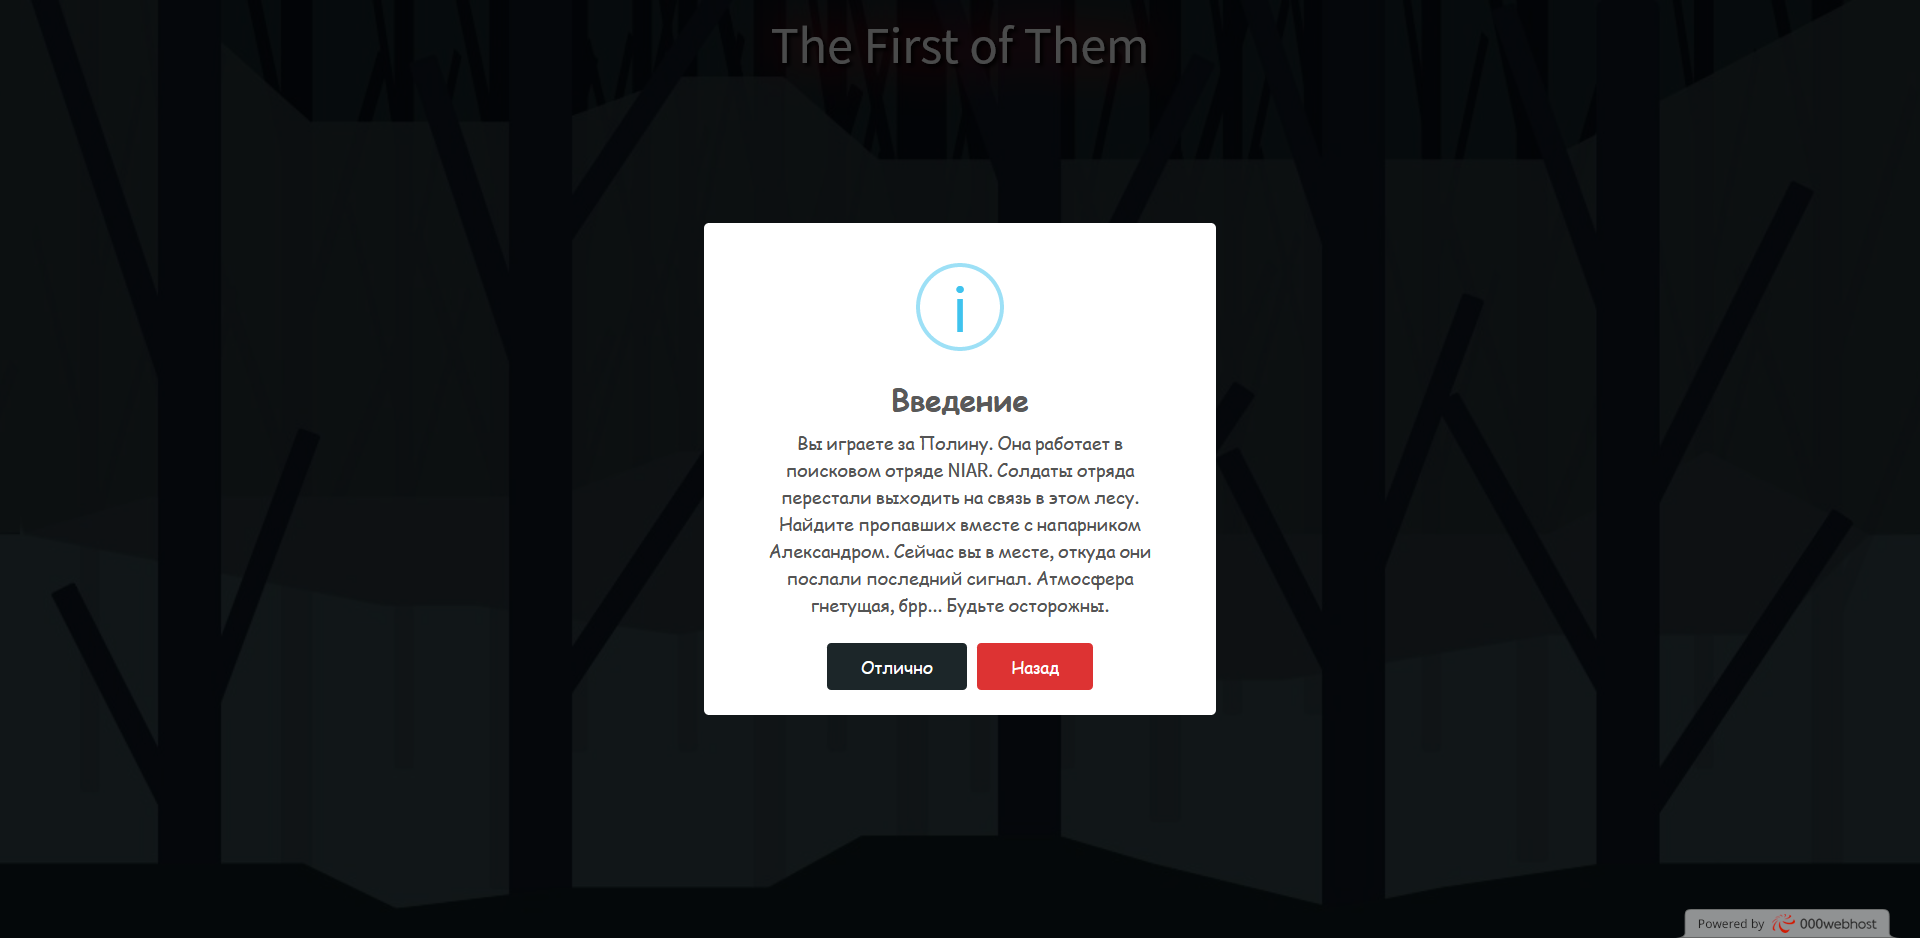 The First of Them
i
Введение
Вы играете за Полину. Она работает в
поисковом отряде NIAR. Солдаты отряда
перестали выходить на связь в этом лесу.
Найдите пропавших вместе с напарником
Александром. Сейчас вы в месте, откуда они
послали последний сигнал. Атмосфера
гнетущая, брр... Будьте осторожны.
Отлично
Назад
Powered by 000webhost